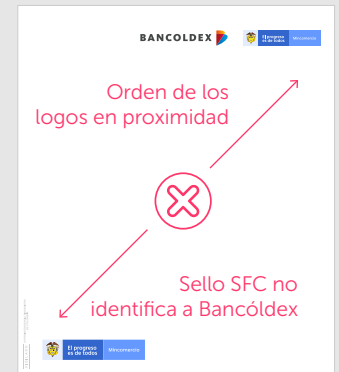 BANCOLDEX
El progreso
es de todos
Mincomercio
Orden de los
logos en proximidad
Sello SFC no
identifica a Bancóldex
El progreso
es de todos
Mincomercio